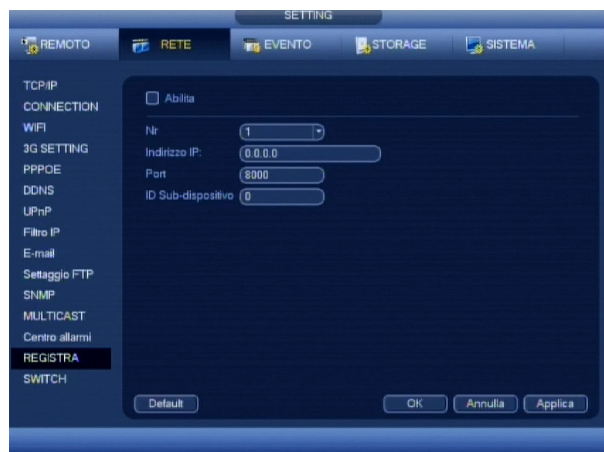 SETTING
REMOTO
RETE
EVENTO
STORAGE
SISTEMA
TCP/IP
CONNECTION
WIFI
3G SETTING
PPPOE
DDNS
UPnP
Filtro IP
E-mail
Settaggio FTP
SNMP
MULTICAST
Centro allarmi
REGISTRA
SWITCH
Abilita
Nr 1
Indirizzo IP: 0.0.0.0
Port 8000
ID Sub-dispositivo 0
Default OK Annulla Applica